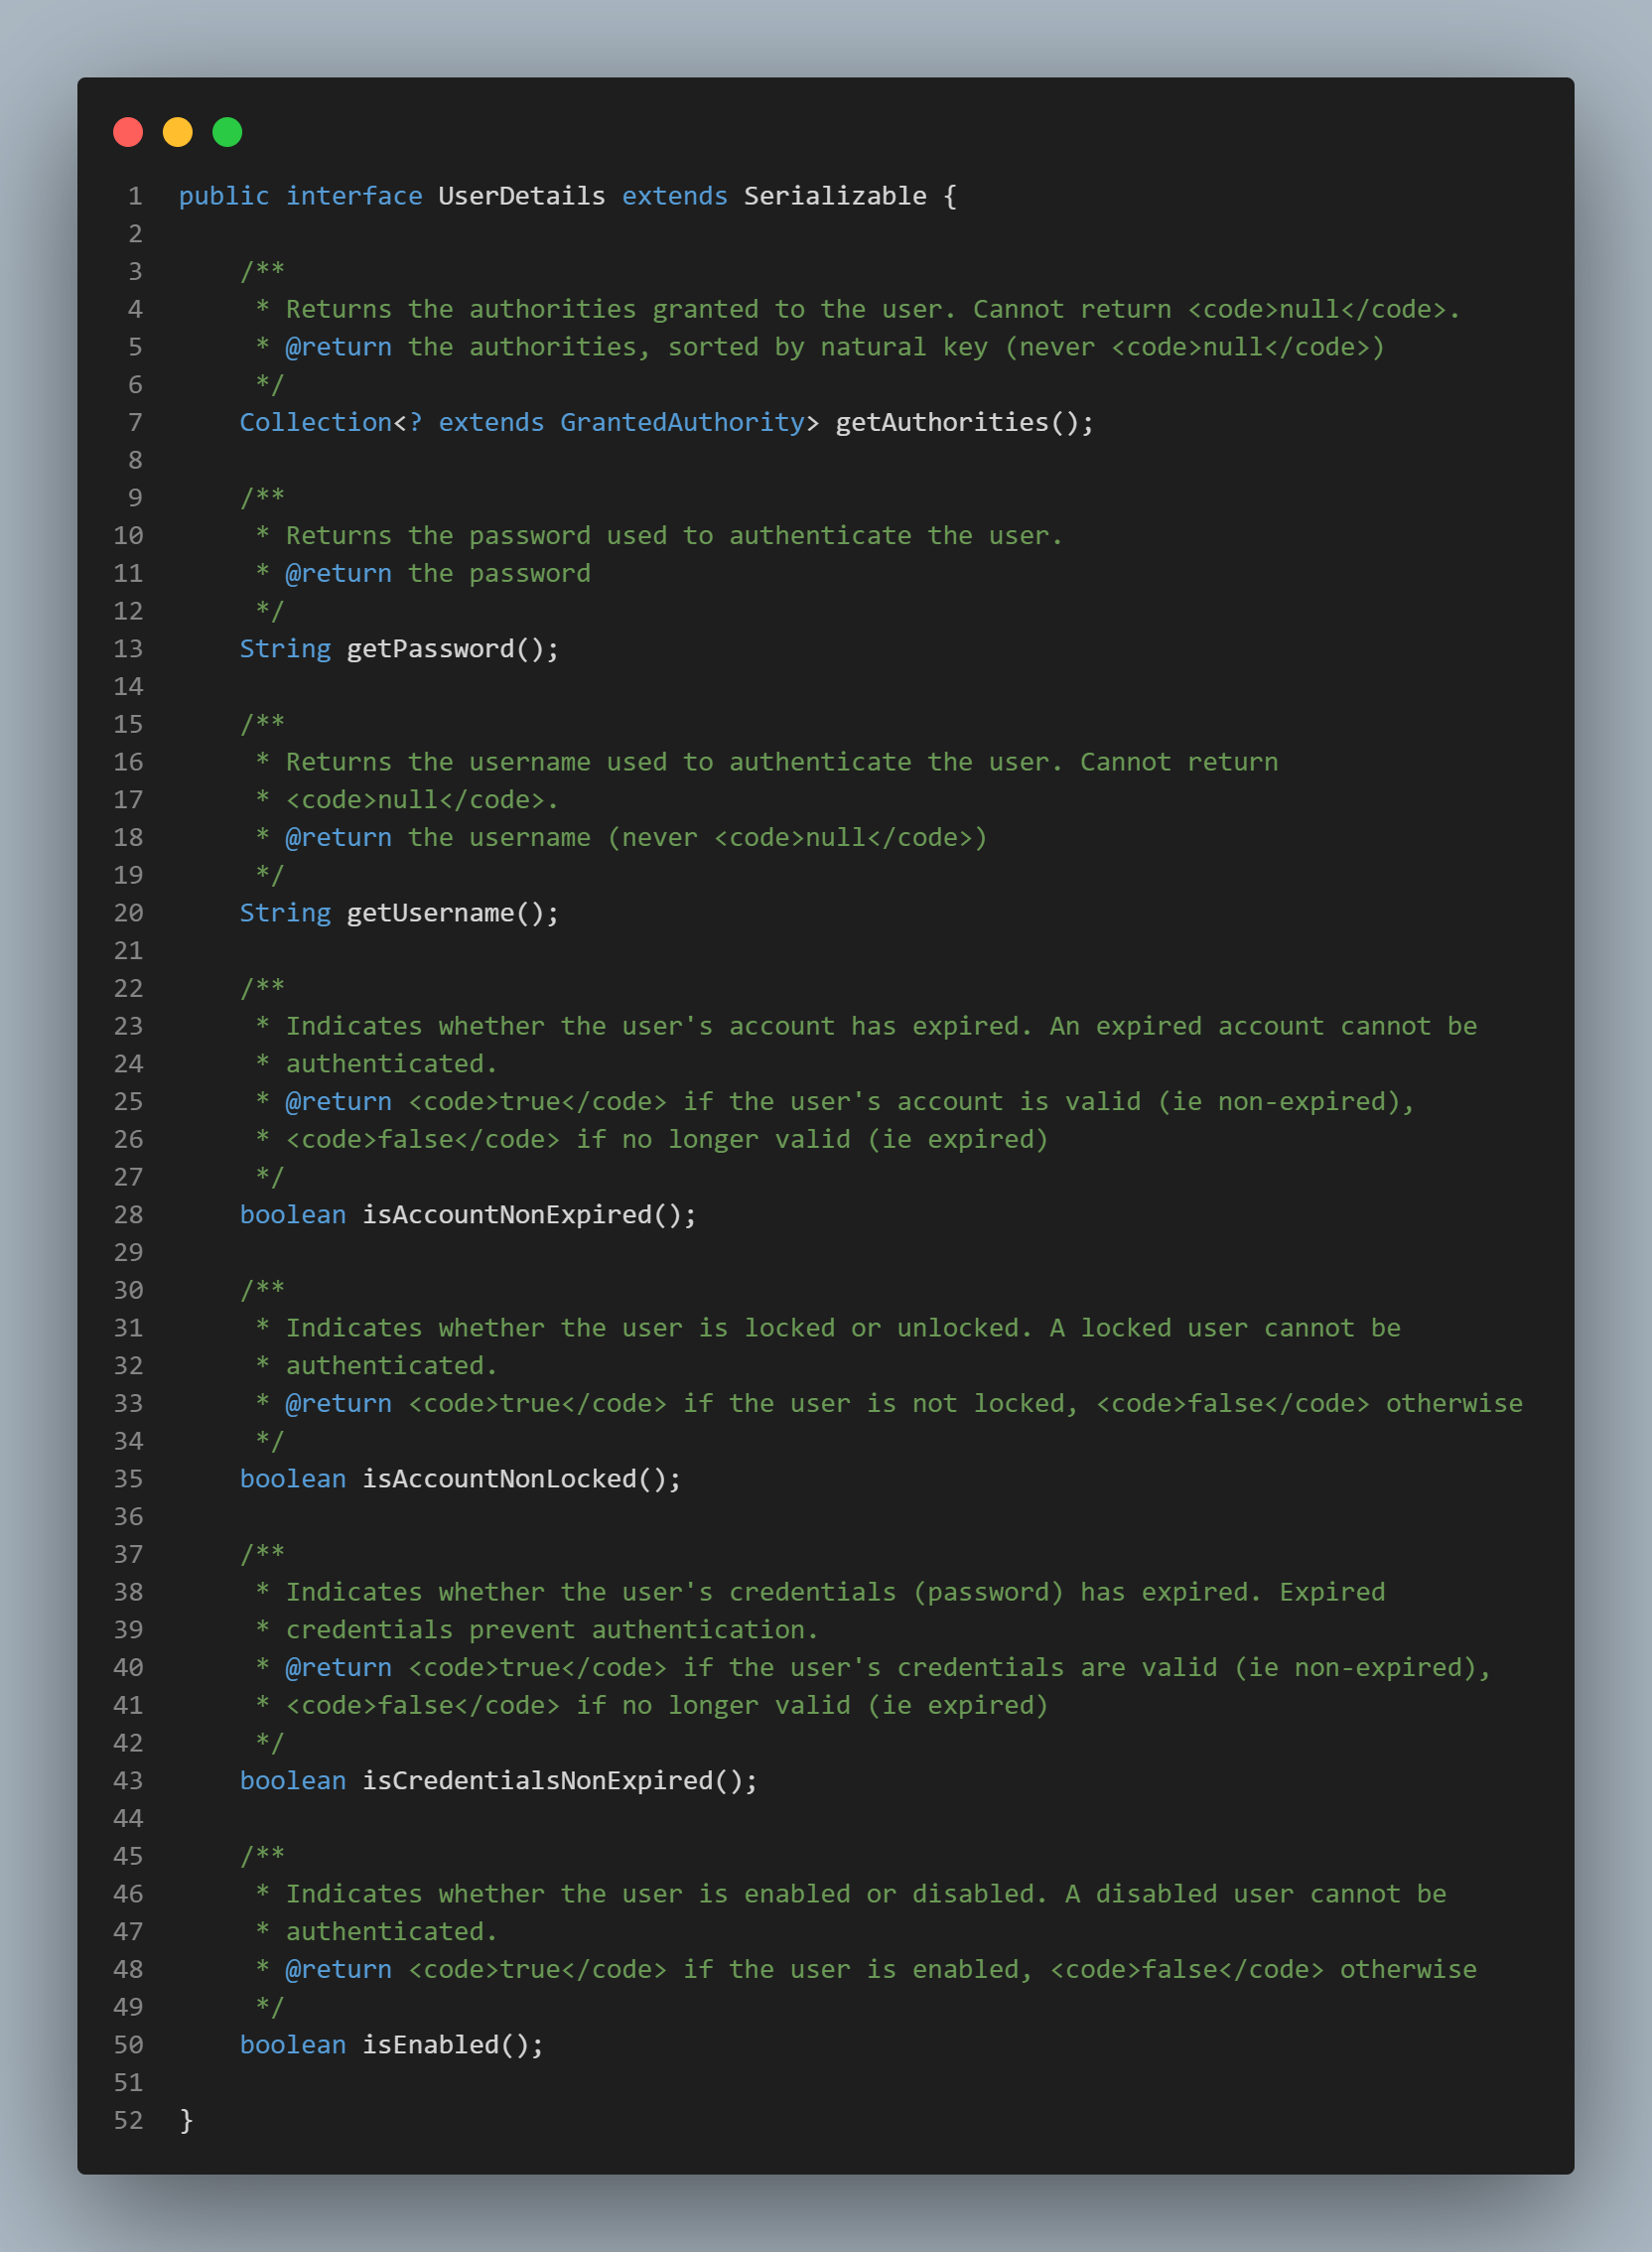 1 public interface UserDetails extends Serializable {
2
3     /**
4      * Returns the authorities granted to the user. Cannot return <code>null</code>.
5      * @return the authorities, sorted by natural key (never <code>null</code>)
6      */
7     Collection<? extends GrantedAuthority> getAuthorities();
8
9     /**
10      * Returns the password used to authenticate the user.
11      * @return the password
12      */
13     String getPassword();
14
15     /**
16      * Returns the username used to authenticate the user. Cannot return
17      * <code>null</code>.
18      * @return the username (never <code>null</code>)
19      */
20     String getUsername();
21
22     /**
23      * Indicates whether the user's account has expired. An expired account cannot be
24      * authenticated.
25      * @return <code>true</code> if the user's account is valid (ie non-expired),
26      * <code>false</code> if no longer valid (ie expired)
27      */
28     boolean isAccountNonExpired();
29
30     /**
31      * Indicates whether the user is locked or unlocked. A locked user cannot be
32      * authenticated.
33      * @return <code>true</code> if the user is not locked, <code>false</code> otherwise
34      */
35     boolean isAccountNonLocked();
36
37     /**
38      * Indicates whether the user's credentials (password) has expired. Expired
39      * credentials prevent authentication.
40      * @return <code>true</code> if the user's credentials are valid (ie non-expired),
41      * <code>false</code> if no longer valid (ie expired)
42      */
43     boolean isCredentialsNonExpired();
44
45     /**
46      * Indicates whether the user is enabled or disabled. A disabled user cannot be
47      * authenticated.
48      * @return <code>true</code> if the user is enabled, <code>false</code> otherwise
49      */
50     boolean isEnabled();
51
52 }